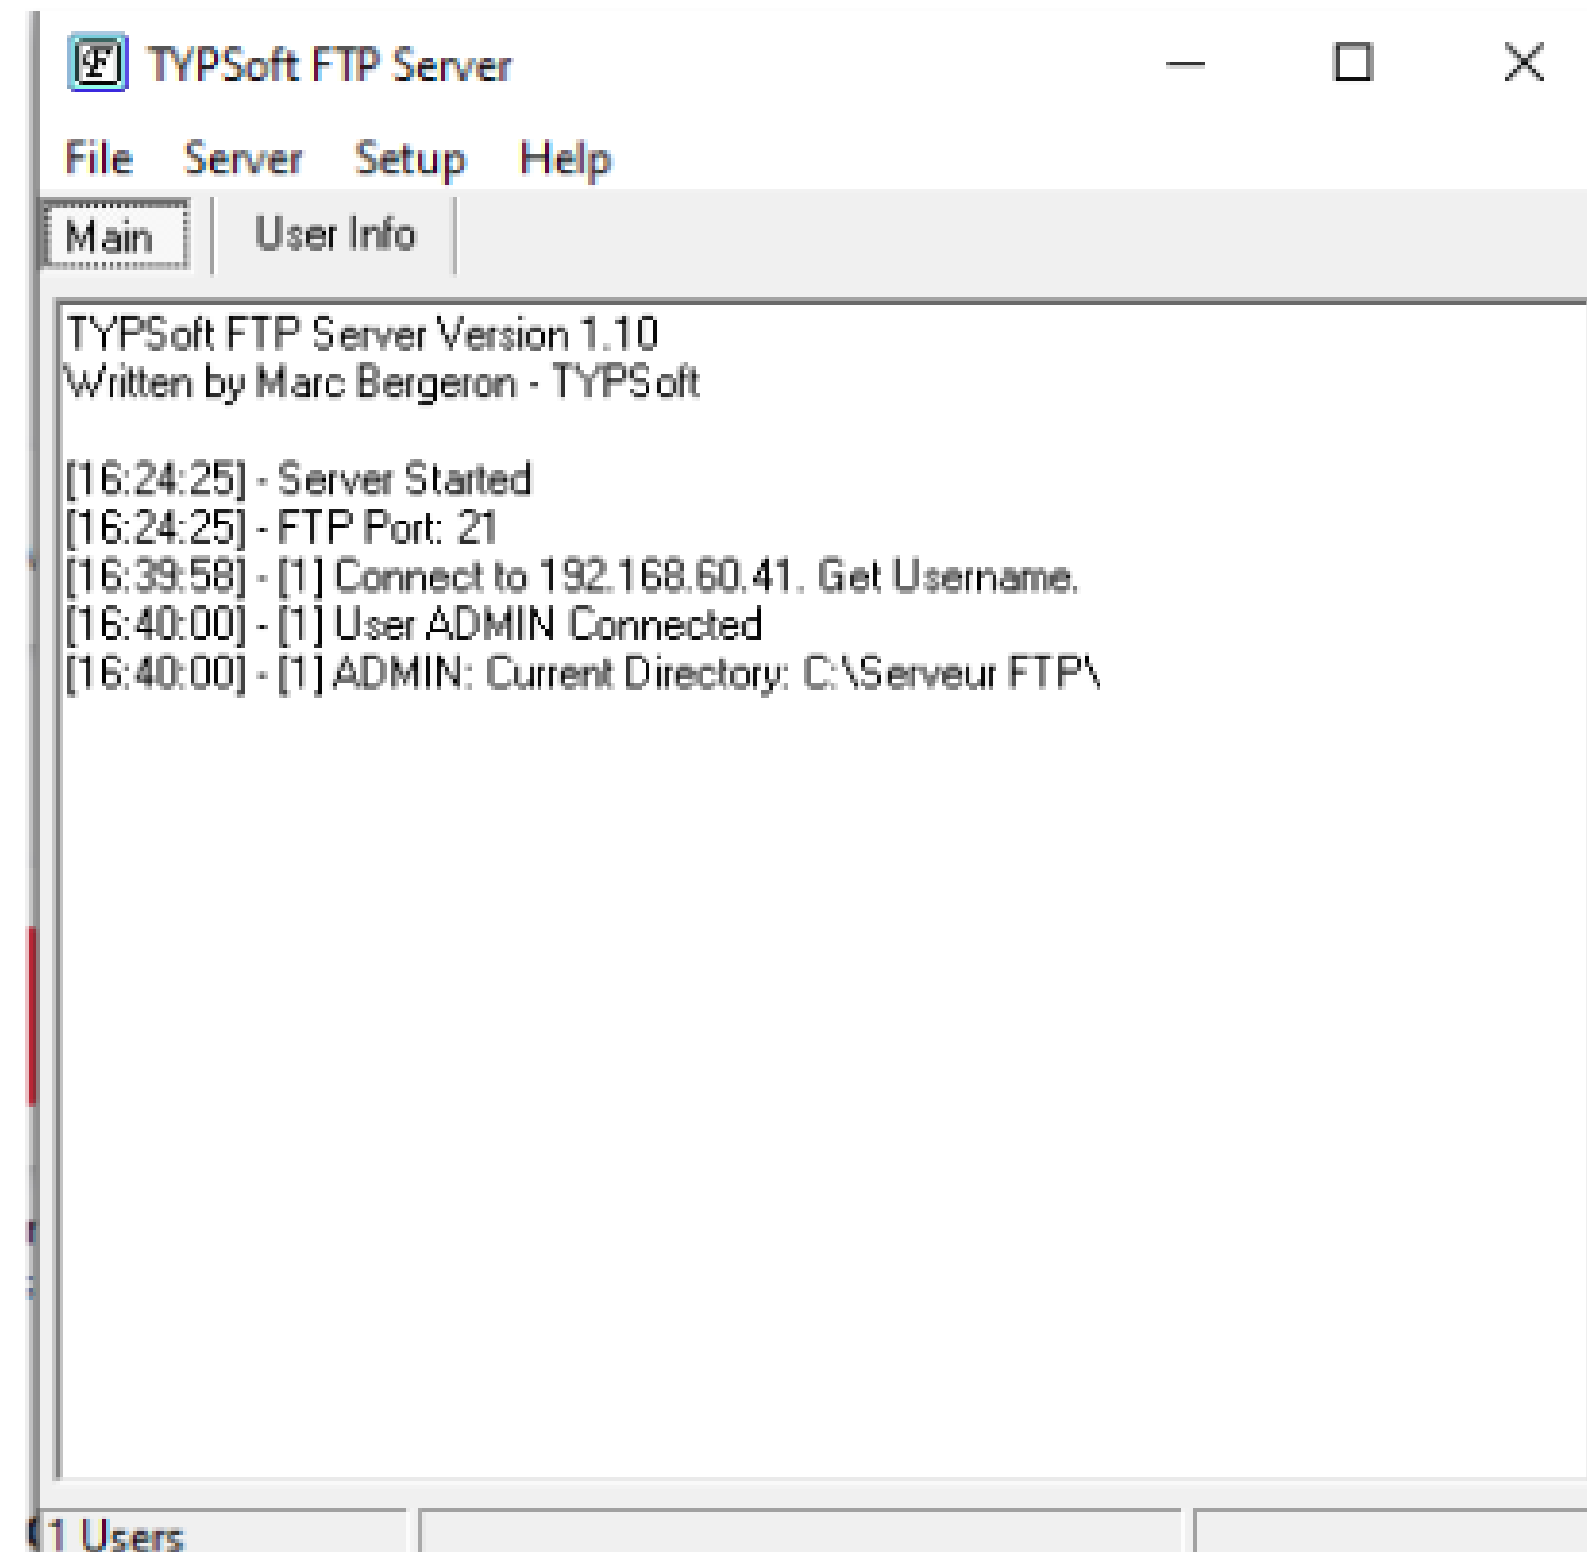 TYPSoft FTP Server
File Server Setup Help
Main User Info
TYPSoft FTP Server Version 1.10
Written by Marc Bergeron - TYPSoft
[16:24:25] - Server Started
[16:24:25] - FTP Port: 21
[16:39:58] - [1] Connect to 192.168.60.41. Get Username.
[16:40:00] - [1] User ADMIN Connected
[16:40:00] - [1] ADMIN: Current Directory: C:\Serveur FTP\
1 Users